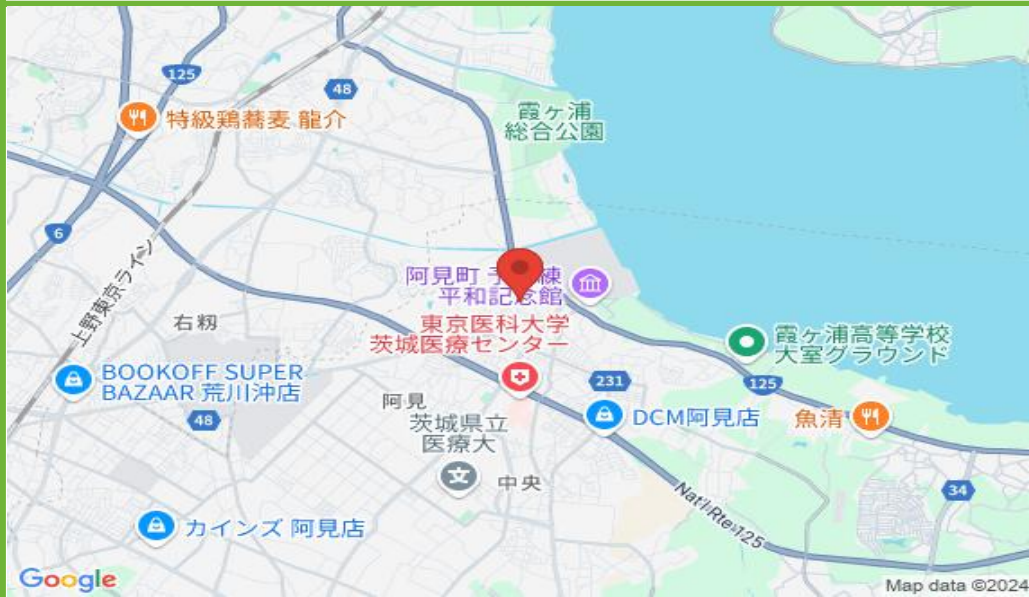 125
48
特級鶏蕎麦 龍介
霞ヶ浦
総合公園
6
上野東京ライン
阿見町 予 練
平和記念館
右籾
東京医科大学
茨城医療センター
霞ヶ浦高等学校
大室グラウンド
BOOKOFF SUPER
BAZAAR 荒川沖店
231
125
48
阿見
DCM阿見店
魚清
茨城県立
医療大
中央
34
Nat'l Rte 125
カインズ 阿見店
Google
Map data ©2024